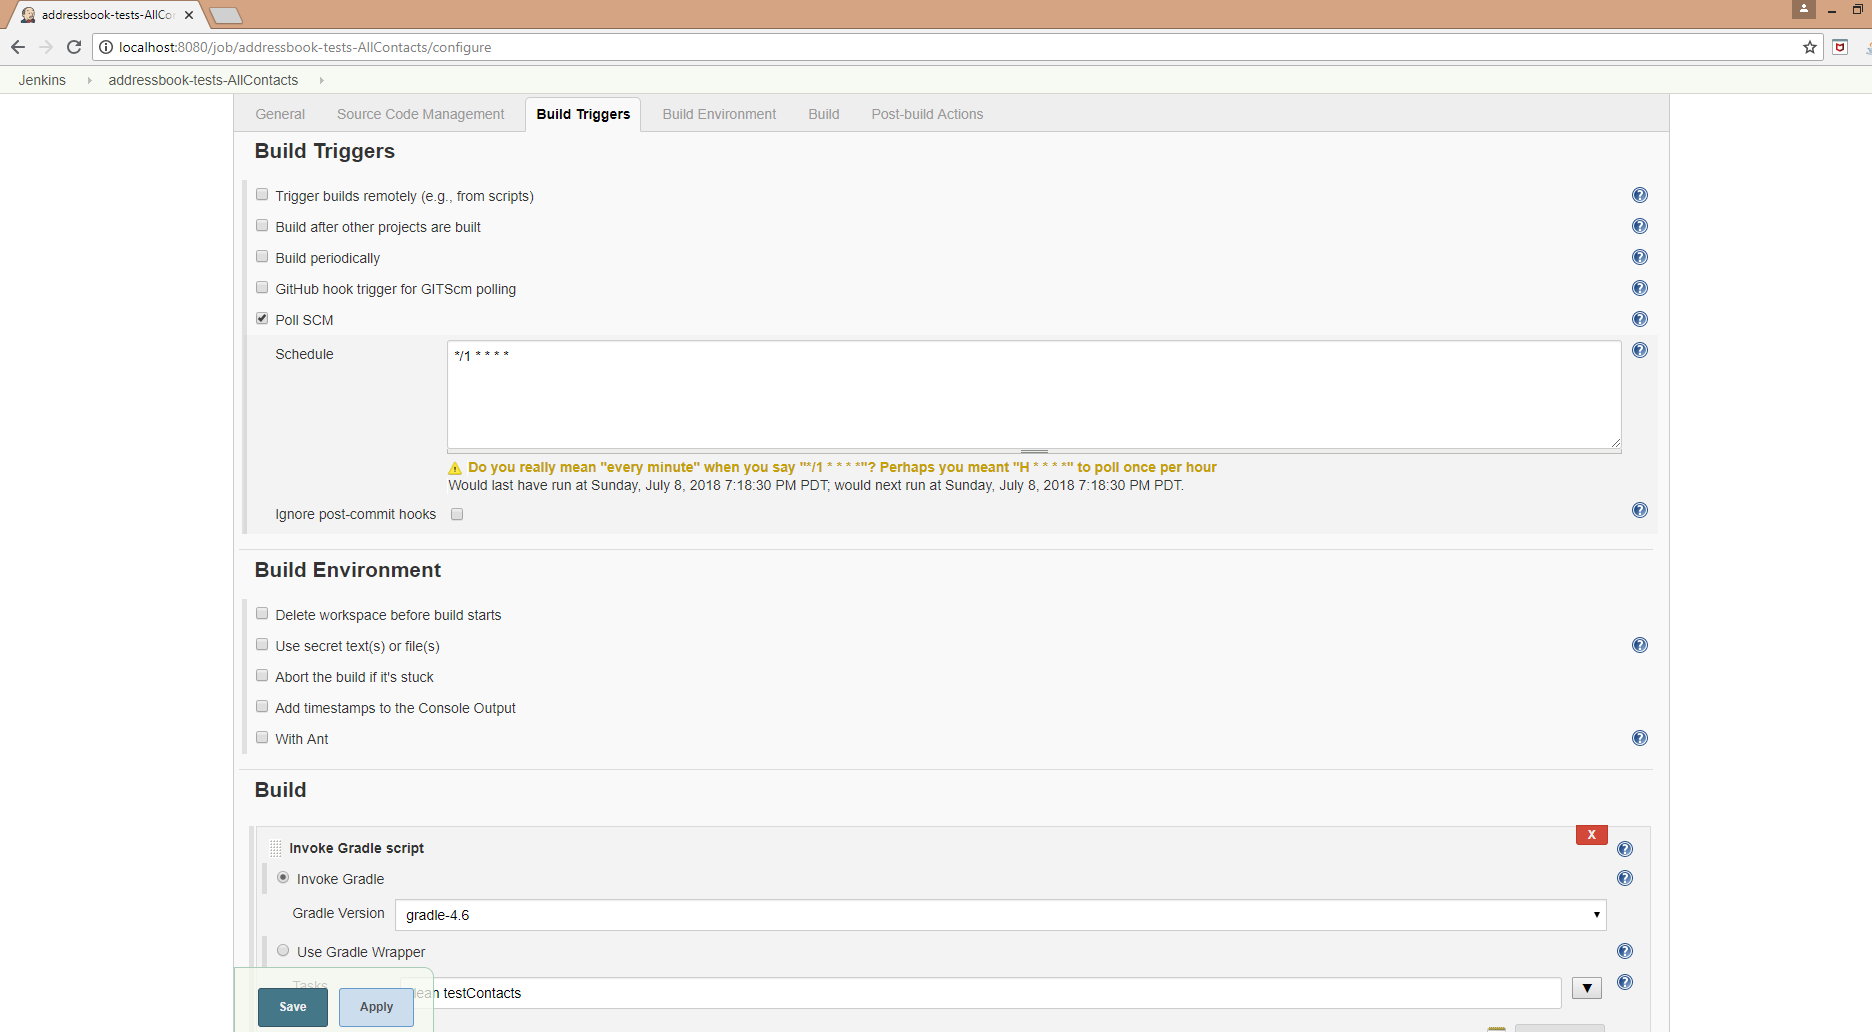 addressbook-tests-AllCo
localhost:8080/job/addressbook-tests-AllContacts/configure
Jenkins addressbook-tests-AllContacts
General Source Code Management Build Triggers Build Environment Build Post-build Actions
Build Triggers
Trigger builds remotely (e.g., from scripts)
Build after other projects are built
Build periodically
GitHub hook trigger for GITScm polling
Poll SCM
Schedule
*/1 * * * *
Do you really mean "every minute" when you say "*/1 * * * *"? Perhaps you meant "H * * * *" to poll once per hour
Would last have run at Sunday, July 8, 2018 7:18:30 PM PDT; would next run at Sunday, July 8, 2018 7:18:30 PM PDT.
Ignore post-commit hooks
Build Environment
Delete workspace before build starts
Use secret text(s) or file(s)
Abort the build if it's stuck
Add timestamps to the Console Output
With Ant
Build
X
Invoke Gradle script
Invoke Gradle
Gradle Version gradle-4.6
Use Gradle Wrapper
Tasks
lean testContacts
Save Apply